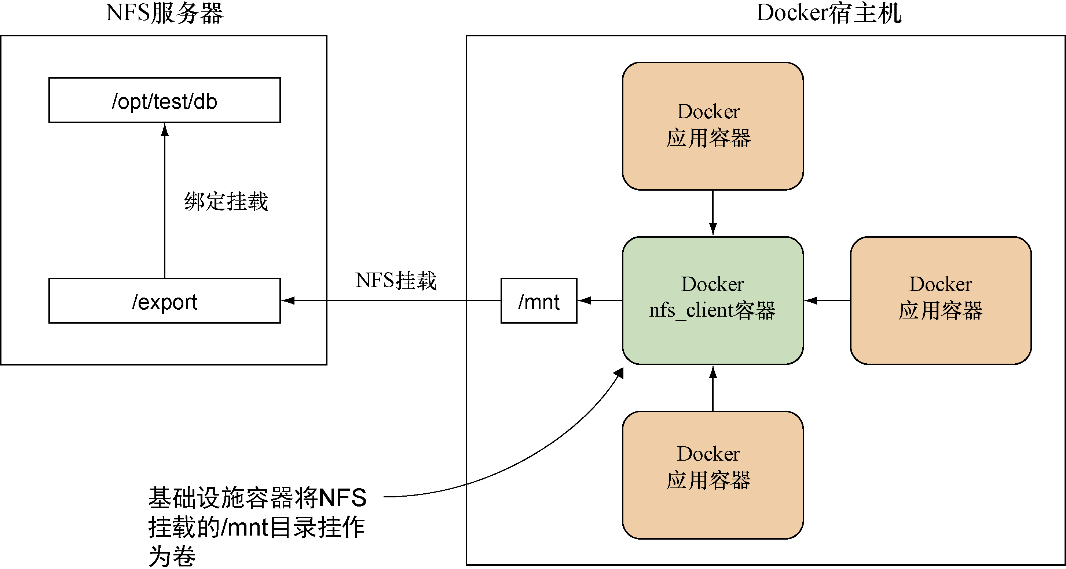 NFS服务器
Docker宿主机
/opt/test/db
Docker
应用容器
绑定挂载
NFS挂载
/export
/mnt
Docker
nfs_client容器
Docker
应用容器
Docker
应用容器
基础设施容器将NFS
挂载的/mnt目录挂作
为卷